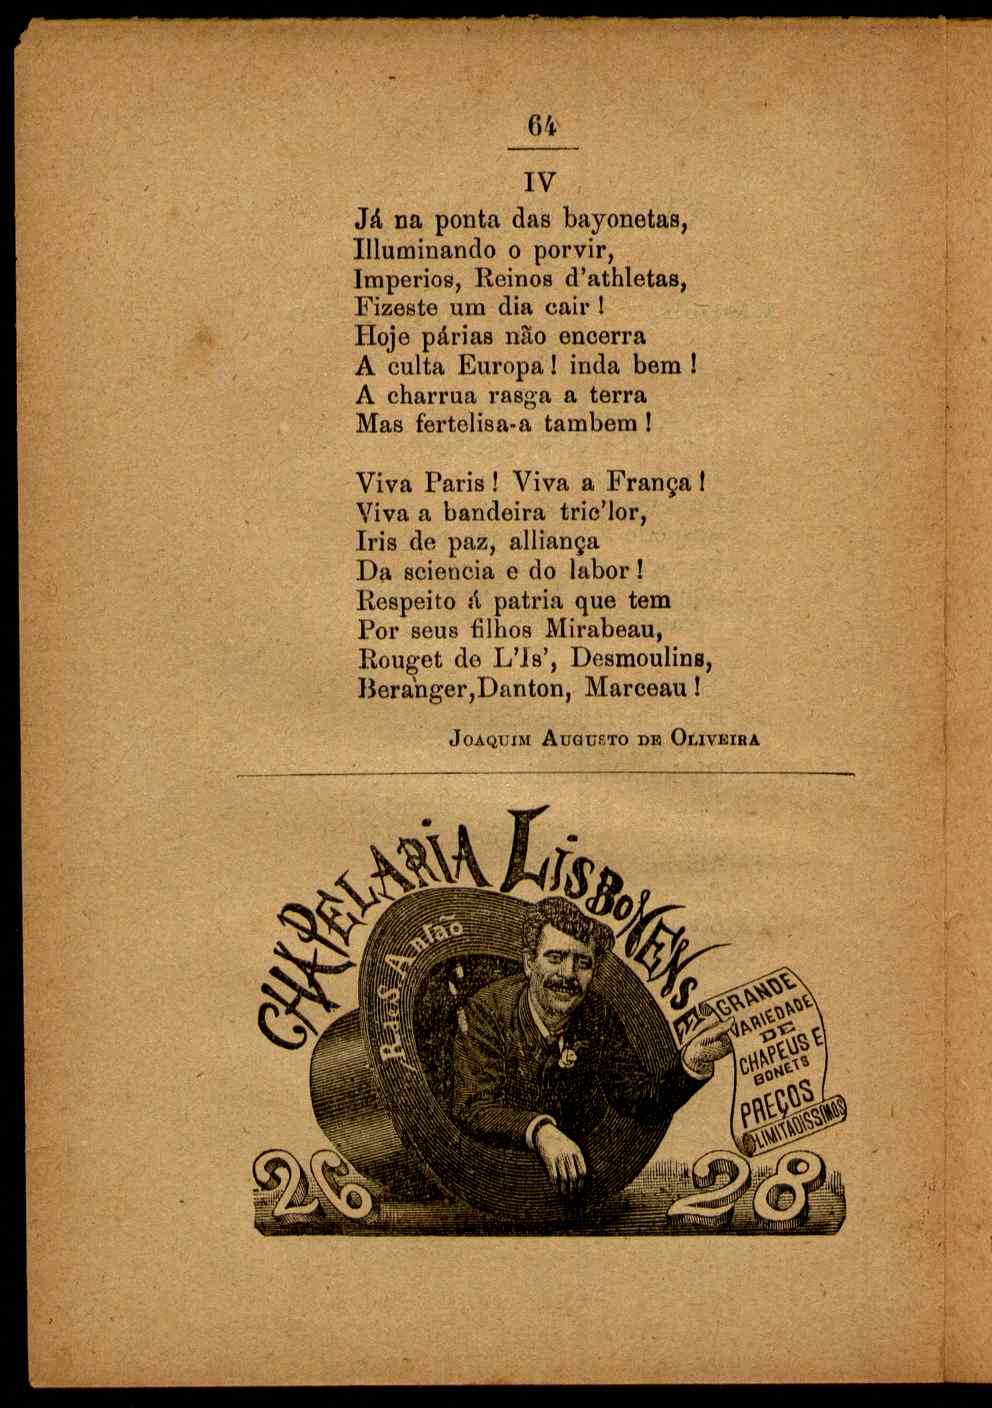 64
IV
Já na ponta das bayonetas,
Illuminando o porvir,
Imperios, Reinos d'athletas,
Fizeste um dia cair !
Hoje párias não encerra
A culta Europa ! inda bem !
A charrua rasga a terra
Mas fertelisa-a tambem !
Viva Paris ! Viva a França !
Viva a bandeira tric'lor,
Iris de paz, alliança
Da sciencia e do labor !
Respeito á patria que tem
Por seus filhos Mirabeau,
Rouget de L'Is', Desmoulins,
Beranger, Danton, Marceau !
JOAQUIM AUGUSTO DE OLIVEIRA
CHAPELARIA LISBONENSE
R. de S. Antão
GRANDE
VARIEDADE
DE
CHAPEUS E
BONETS
PREÇOS
LIMITADISSIMOS
26 28